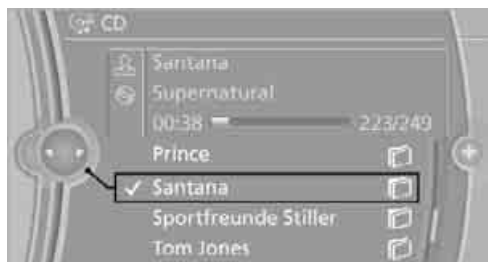 CD
Santana
Supernatural
00:38 223/249
Prince
Santana
Sportfreunde Stiller
Tom Jones